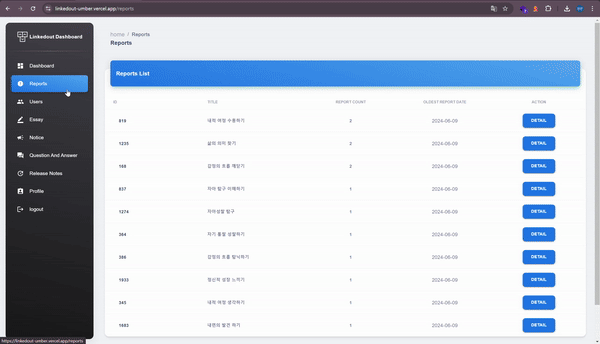 linkedout-umber.vercel.app/reports
Linkedout Dashboard
Dashboard
Reports
Users
Essay
Notice
Question And Answer
Release Notes
Profile
logout
home / Reports
Reports
Reports List
ID TITLE REPORT COUNT OLDEST REPORT DATE ACTION
819 내적 여정 수용하기 2 2024-06-09 DETAIL
1235 삶의 의미 찾기 2 2024-06-09 DETAIL
168 감정의 흐름 깨닫기 2 2024-06-09 DETAIL
837 자아 탐구 이해하기 1 2024-06-09 DETAIL
1274 자아성찰 탐구 1 2024-06-09 DETAIL
364 자기 통찰 성찰하기 1 2024-06-09 DETAIL
386 감정의 흐름 탐닉하기 1 2024-06-09 DETAIL
1033 정신적 성장 느끼기 1 2024-06-09 DETAIL
345 내적 여정 생각하기 1 2024-06-09 DETAIL
1683 내면의 발견 하기 1 2024-06-09 DETAIL
https://linkedout-umber.vercel.app/reports